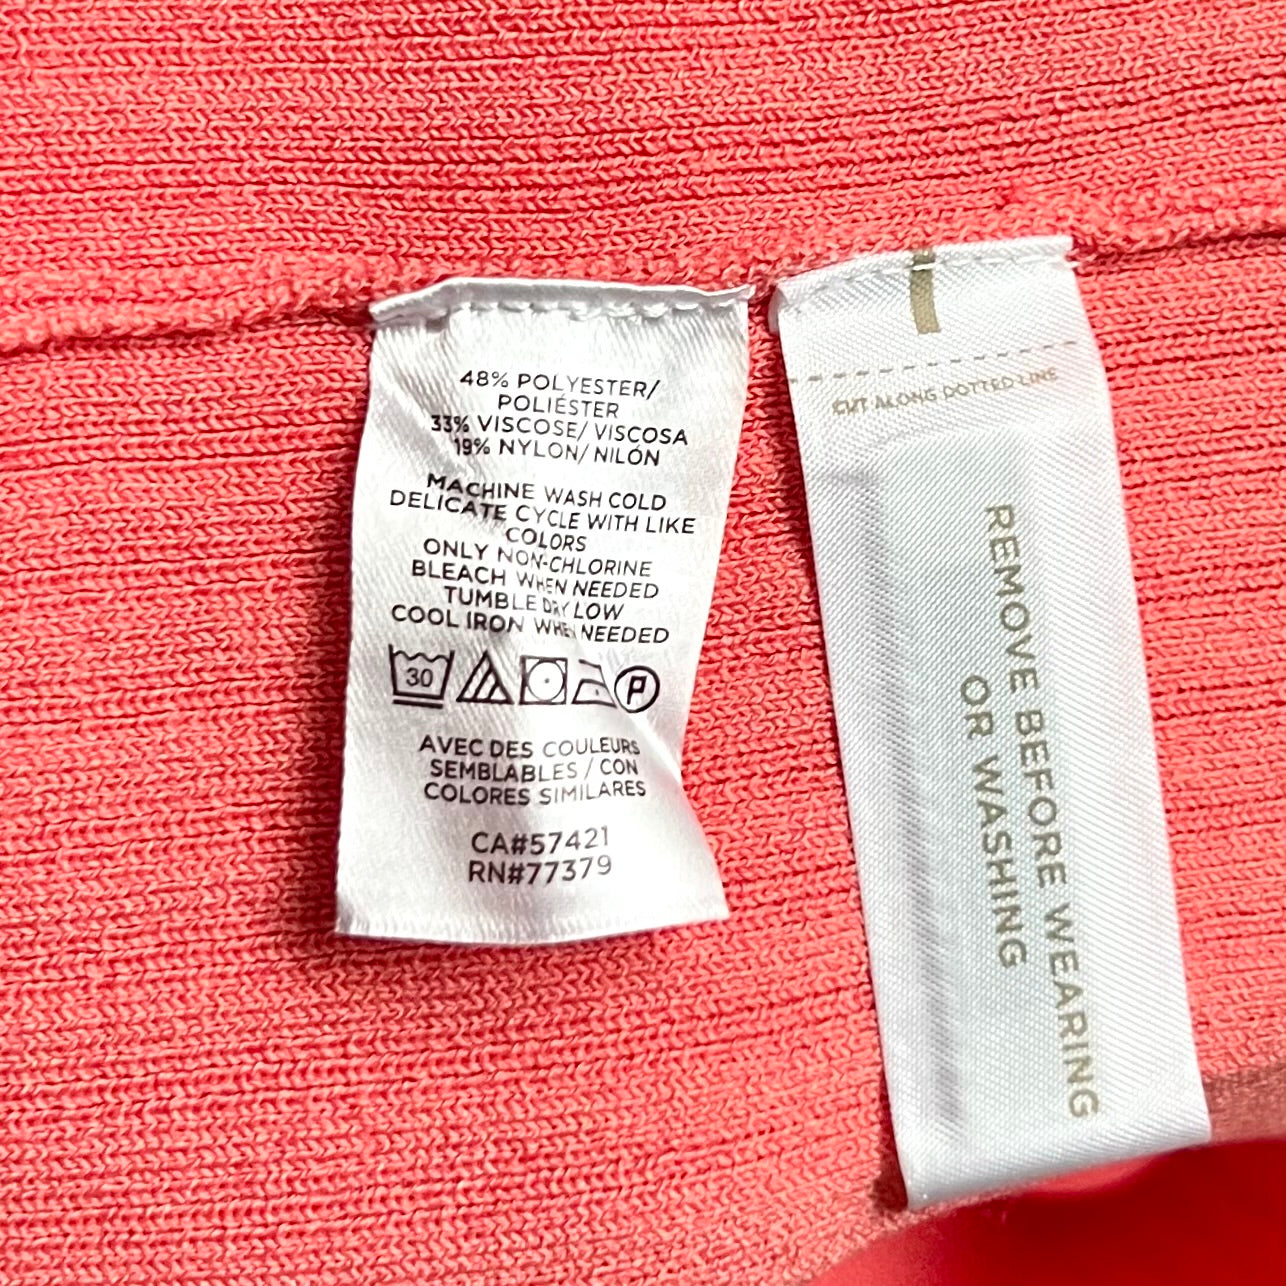 48% POLYESTER/
POLIÉSTER
33% VISCOSE/ VISCOSA
19% NYLON/ NILÓN
MACHINE WASH COLD
DELICATE CYCLE WITH LIKE
COLORS
ONLY NON-CHLORINE
BLEACH WHEN NEEDED
TUMBLE DRY LOW
COOL IRON WHEN NEEDED
30
P
AVEC DES COULEURS
SEMBLABLES / CON
COLORES SIMILARES
CA#57421
RN#77379
CUT ALONG DOTTED LINE
REMOVE BEFORE WEARING
OR WASHING